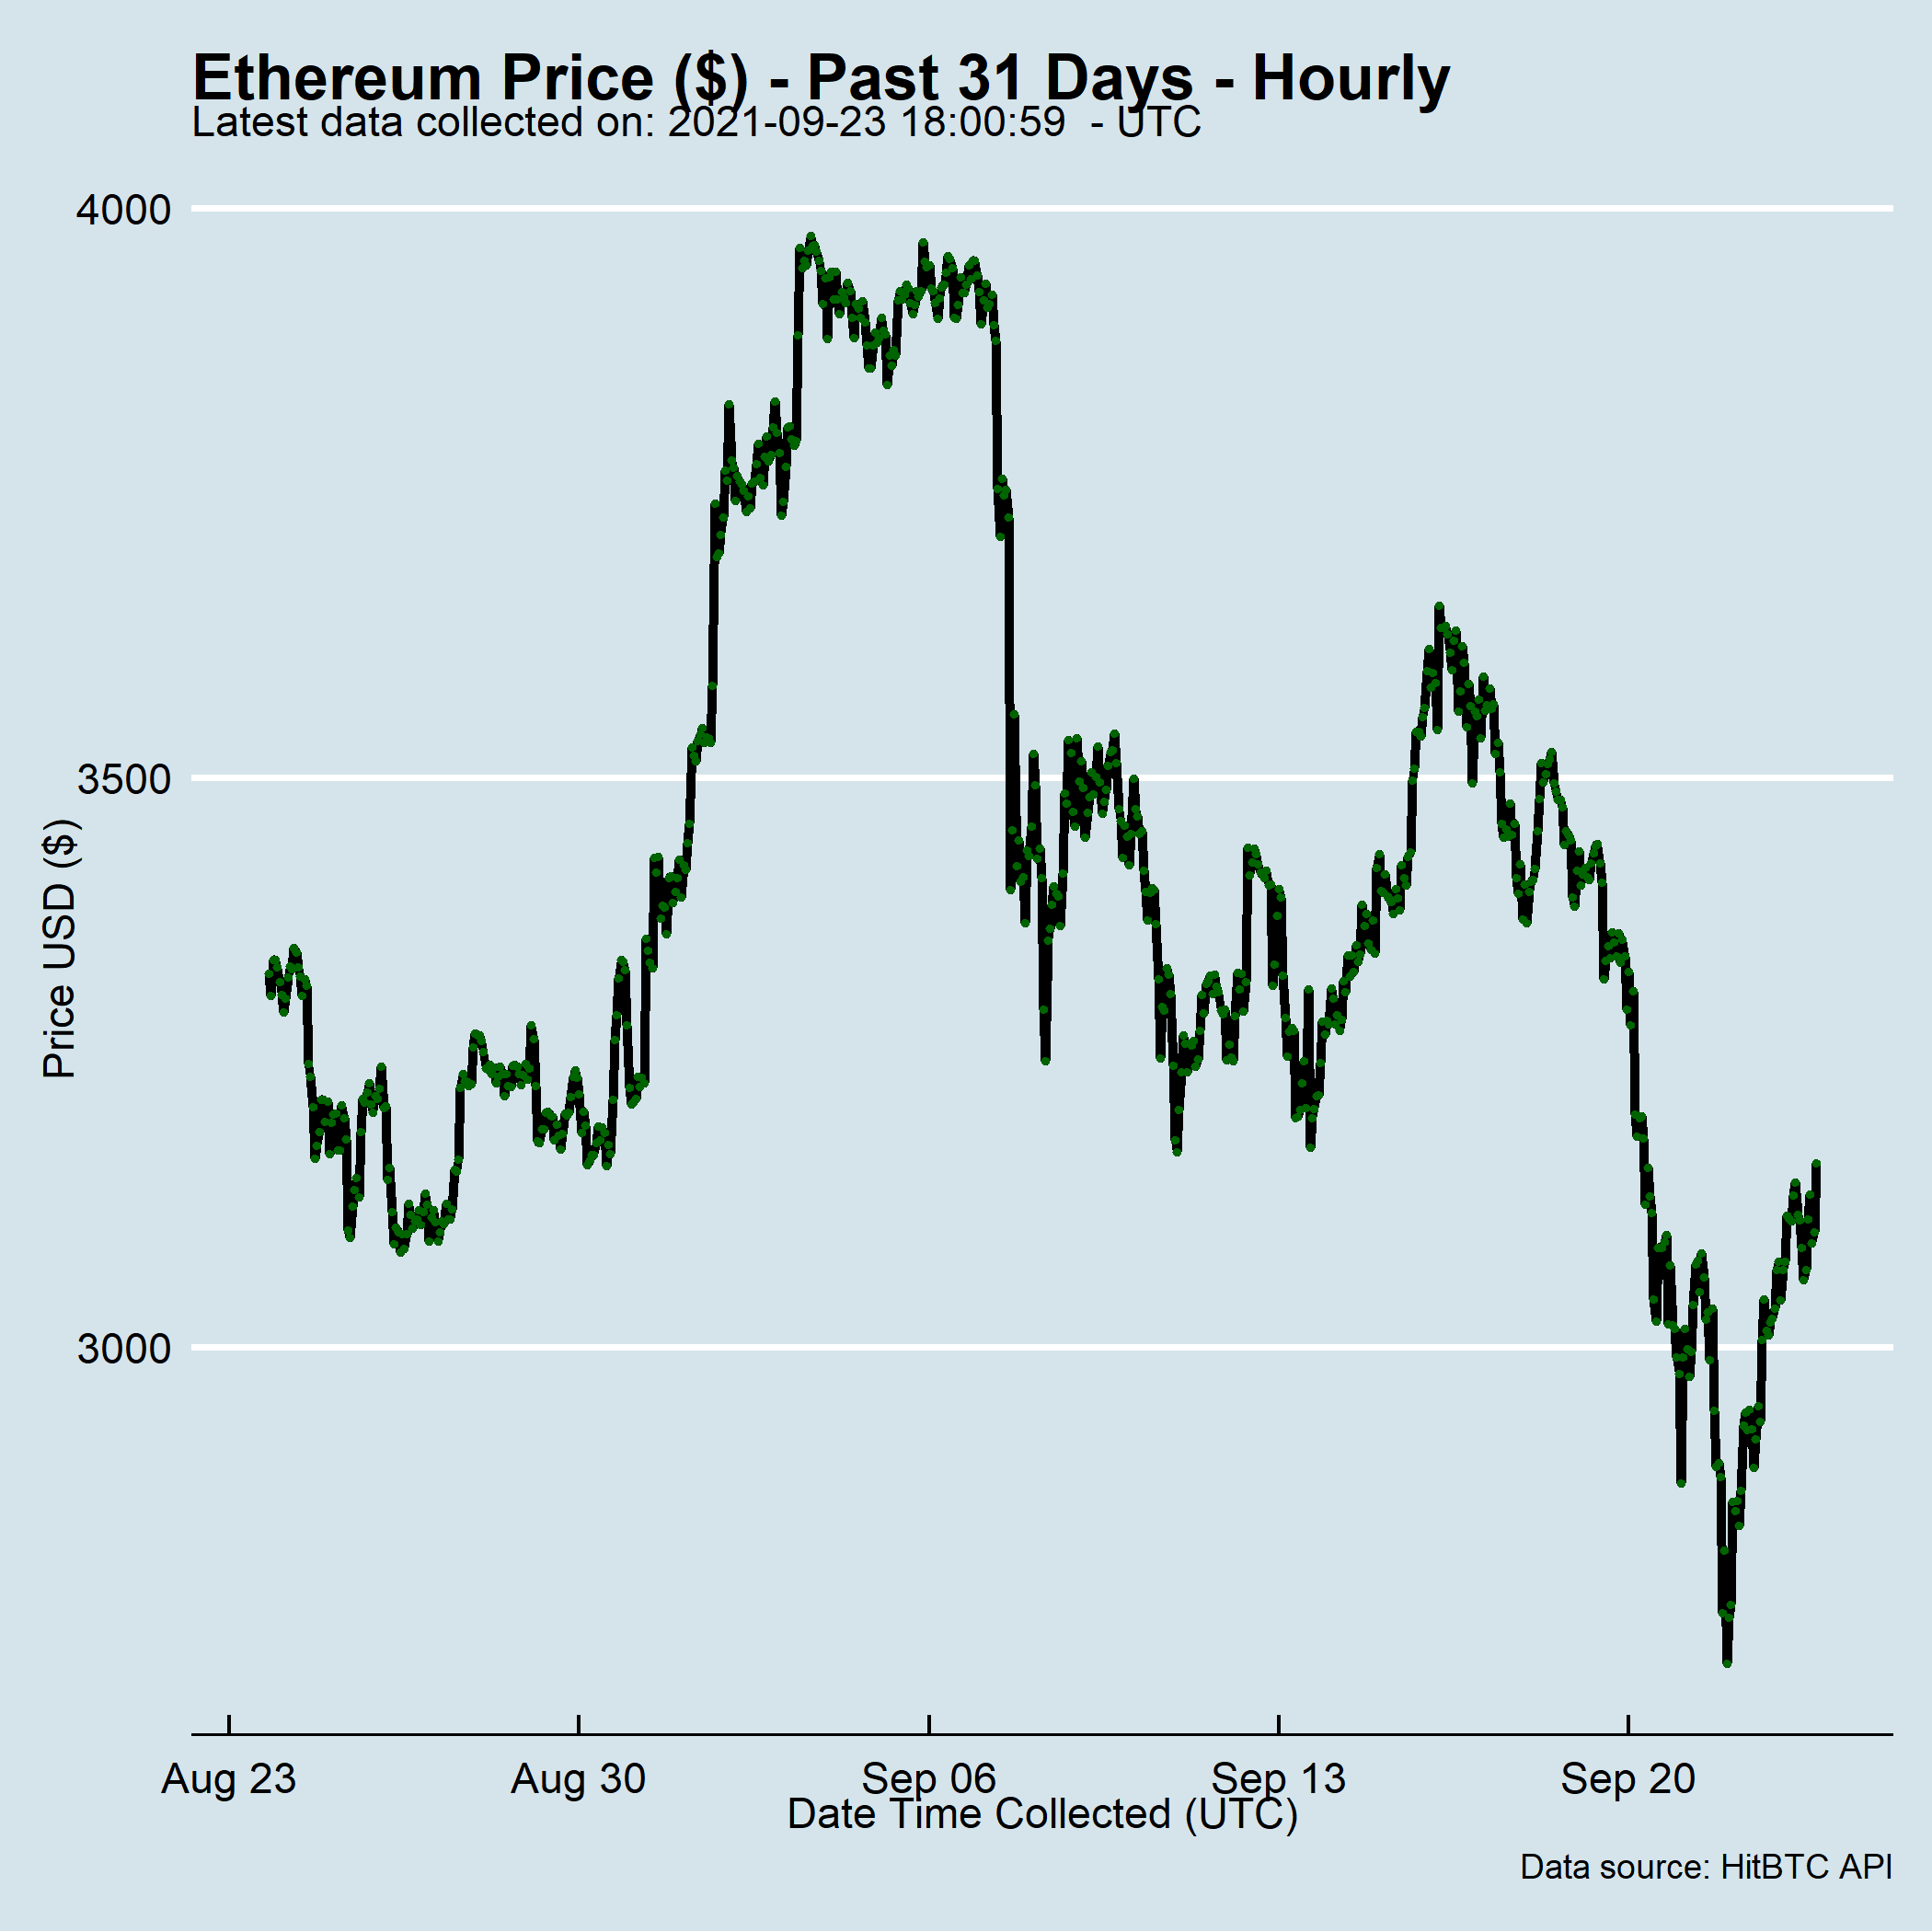 Ethereum Price ($) - Past 31 Days - Hourly
Latest data collected on: 2021-09-23 18:00:59  - UTC
4000
3500
3000
Price USD ($)
Aug 23
Aug 30
Sep 06
Sep 13
Sep 20
Date Time Collected (UTC)
Data source: HitBTC API